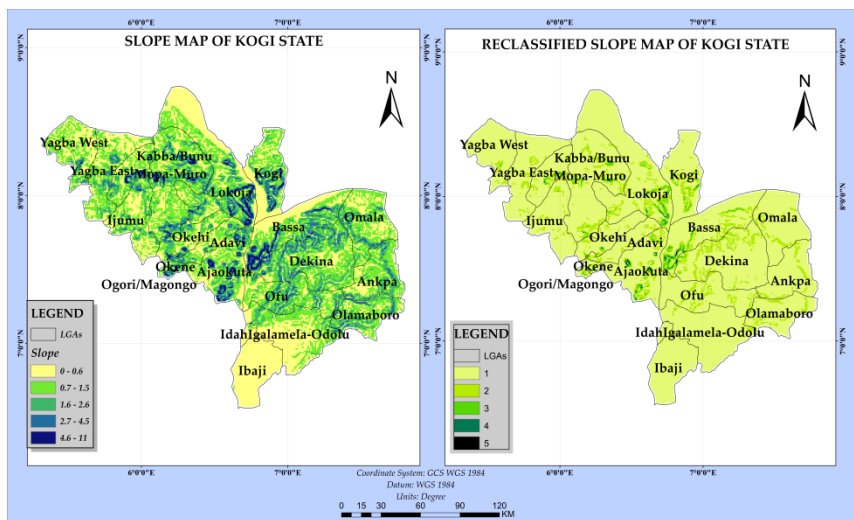 SLOPE MAP OF KOGI STATE
6°0'0"E
7°0'0"E
9°0'0"N
8°0'0"N
7°0'0"N
N
Yagba West
Kabba/Bunu
Yagba East
Mopa-Muro
Kogi
Lokoja
Ijumu
Okehi
Adavi
Bassa
Omala
Dekina
Okene
Ajaokuta
Ogori/Magongo
Ankpa
Ofu
Olamaboro
Idah
Igalamela-Odolu
Ibaji
LEGEND
LGAs
Slope
0 - 0.6
0.7 - 1.5
1.6 - 2.6
2.7 - 4.5
4.6 - 11
6°0'0"E
7°0'0"E
RECLASSIFIED SLOPE MAP OF KOGI STATE
6°0'0"E
7°0'0"E
9°0'0"N
8°0'0"N
7°0'0"N
N
Yagba West
Kabba/Bunu
Yagba East
Mopa-Muro
Kogi
Lokoja
Ijumu
Okehi
Adavi
Bassa
Omala
Dekina
Okene
Ajaokuta
Ogori/Magongo
Ankpa
Ofu
Olamaboro
Idah
Igalamela-Odolu
Ibaji
LEGEND
LGAs
1
2
3
4
5
6°0'0"E
7°0'0"E
Coordinate System: GCS WGS 1984
Datum: WGS 1984
Units: Degree
0 15 30 60 90 120
KM